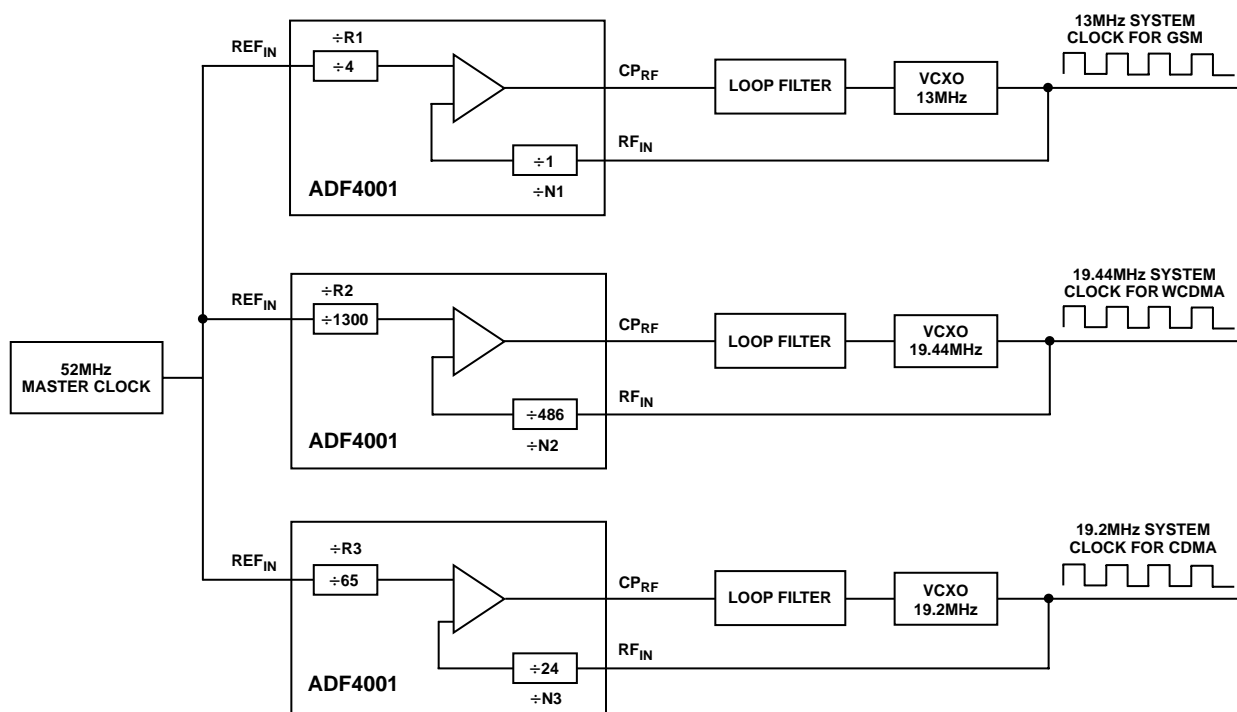 13MHz SYSTEM
CLOCK FOR GSM
÷R1
REFIN
÷4
CPRF
LOOP FILTER
VCXO
13MHz
RFIN
÷1
÷N1
ADF4001
19.44MHz SYSTEM
CLOCK FOR WCDMA
÷R2
REFIN
÷1300
CPRF
LOOP FILTER
VCXO
19.44MHz
52MHz
MASTER CLOCK
RFIN
÷486
÷N2
ADF4001
19.2MHz SYSTEM
CLOCK FOR CDMA
÷R3
REFIN
÷65
CPRF
LOOP FILTER
VCXO
19.2MHz
RFIN
÷24
÷N3
ADF4001